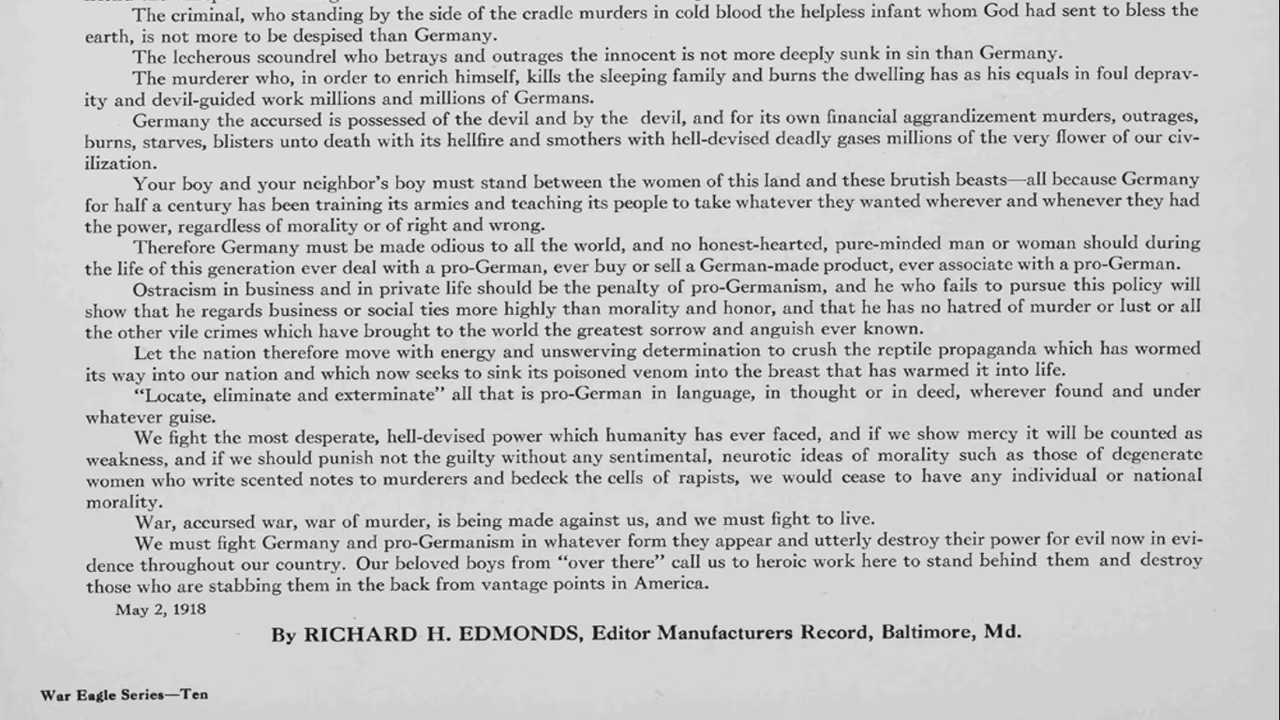 The criminal, who standing by the side of the cradle murders in cold blood the helpless infant whom God had sent to bless the
earth, is not more to be despised than Germany.
The lecherous scoundrel who betrays and outrages the innocent is not more deeply sunk in sin than Germany.
The murderer who, in order to enrich himself, kills the sleeping family and burns the dwelling has as his equals in foul deprav-
ity and devil-guided work millions and millions of Germans.
Germany the accursed is possessed of the devil and by the devil, and for its own financial aggrandizement murders, outrages,
burns, starves, blisters unto death with its hellfire and smothers with hell-devised deadly gases millions of the very flower of our civ-
ilization.
Your boy and your neighbor's boy must stand between the women of this land and these brutish beasts—all because Germany
for half a century has been training its armies and teaching its people to take whatever they wanted wherever and whenever they had
the power, regardless of morality or of right and wrong.
Therefore Germany must be made odious to all the world, and no honest-hearted, pure-minded man or woman should during
the life of this generation ever deal with a pro-German, ever buy or sell a German-made product, ever associate with a pro-German.
Ostracism in business and in private life should be the penalty of pro-Germanism, and he who fails to pursue this policy will
show that he regards business or social ties more highly than morality and honor, and that he has no hatred of murder or lust or all
the other vile crimes which have brought to the world the greatest sorrow and anguish ever known.
Let the nation therefore move with energy and unswerving determination to crush the reptile propaganda which has wormed
its way into our nation and which now seeks to sink its poisoned venom into the breast that has warmed it into life.
"Locate, eliminate and exterminate" all that is pro-German in language, in thought or in deed, wherever found and under
whatever guise.
We fight the most desperate, hell-devised power which humanity has ever faced, and if we show mercy it will be counted as
weakness, and if we should punish not the guilty without any sentimental, neurotic ideas of morality such as those of degenerate
women who write scented notes to murderers and bedeck the cells of rapists, we would cease to have any individual or national
morality.
War, accursed war, war of murder, is being made against us, and we must fight to live.
We must fight Germany and pro-Germanism in whatever form they appear and utterly destroy their power for evil now in evi-
dence throughout our country. Our beloved boys from "over there" call us to heroic work here to stand behind them and destroy
those who are stabbing them in the back from vantage points in America.
May 2, 1918
By RICHARD H. EDMONDS, Editor Manufacturers Record, Baltimore, Md.
War Eagle Series—Ten